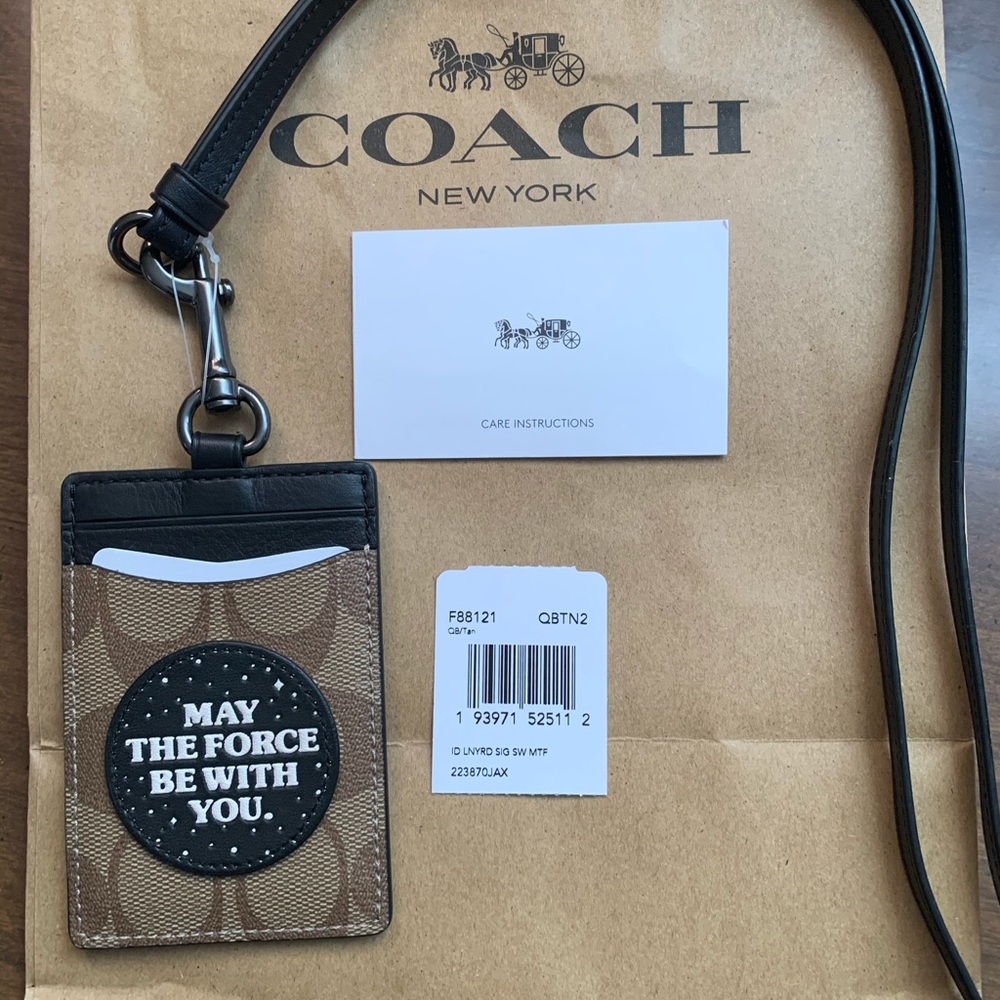 COACH
NEW YORK
CARE INSTRUCTIONS
F88121 QBTN2
QB/Tan
1 93971 52511 2
ID LNYRD SIG SW MTF
223870JAX
MAY
THE FORCE
BE WITH
YOU.